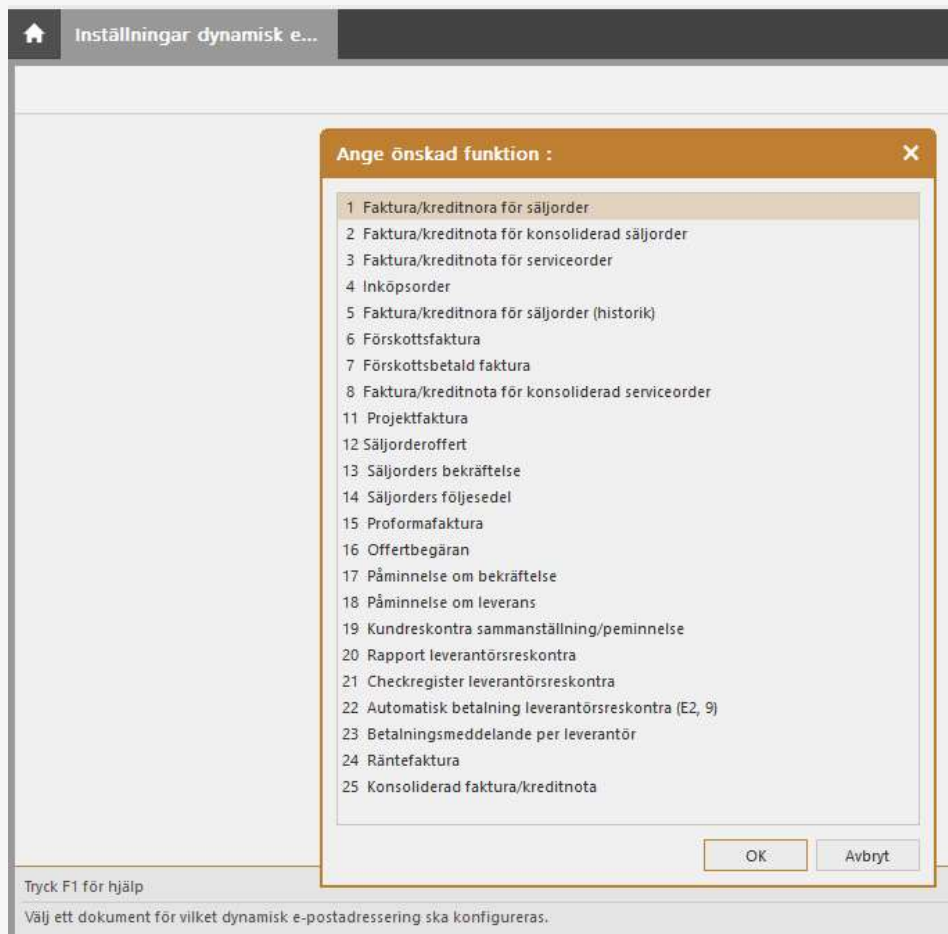 Inställningar dynamisk e...
Ange önskad funktion :
1 Faktura/kreditnora för säljorder
2 Faktura/kreditnota för konsoliderad säljorder
3 Faktura/kreditnota för serviceorder
4 Inköpsorder
5 Faktura/kreditnora för säljorder (historik)
6 Förskottsfaktura
7 Förskottsbetald faktura
8 Faktura/kreditnota för konsoliderad serviceorder
11 Projektfaktura
12 Säljorderoffert
13 Säljorders bekräftelse
14 Säljorders följesedel
15 Proformafaktura
16 Offertbegäran
17 Påminnelse om bekräftelse
18 Påminnelse om leverans
19 Kundreskontra sammanställning/peminnelse
20 Rapport leverantörsreskontra
21 Checkregister leverantörsreskontra
22 Automatisk betalning leverantörsreskontra (E2, 9)
23 Betalningsmeddelande per leverantör
24 Räntefaktura
25 Konsoliderad faktura/kreditnota
OK Avbryt
Tryck F1 för hjälp
Välj ett dokument för vilket dynamisk e-postadressering ska konfigureras.